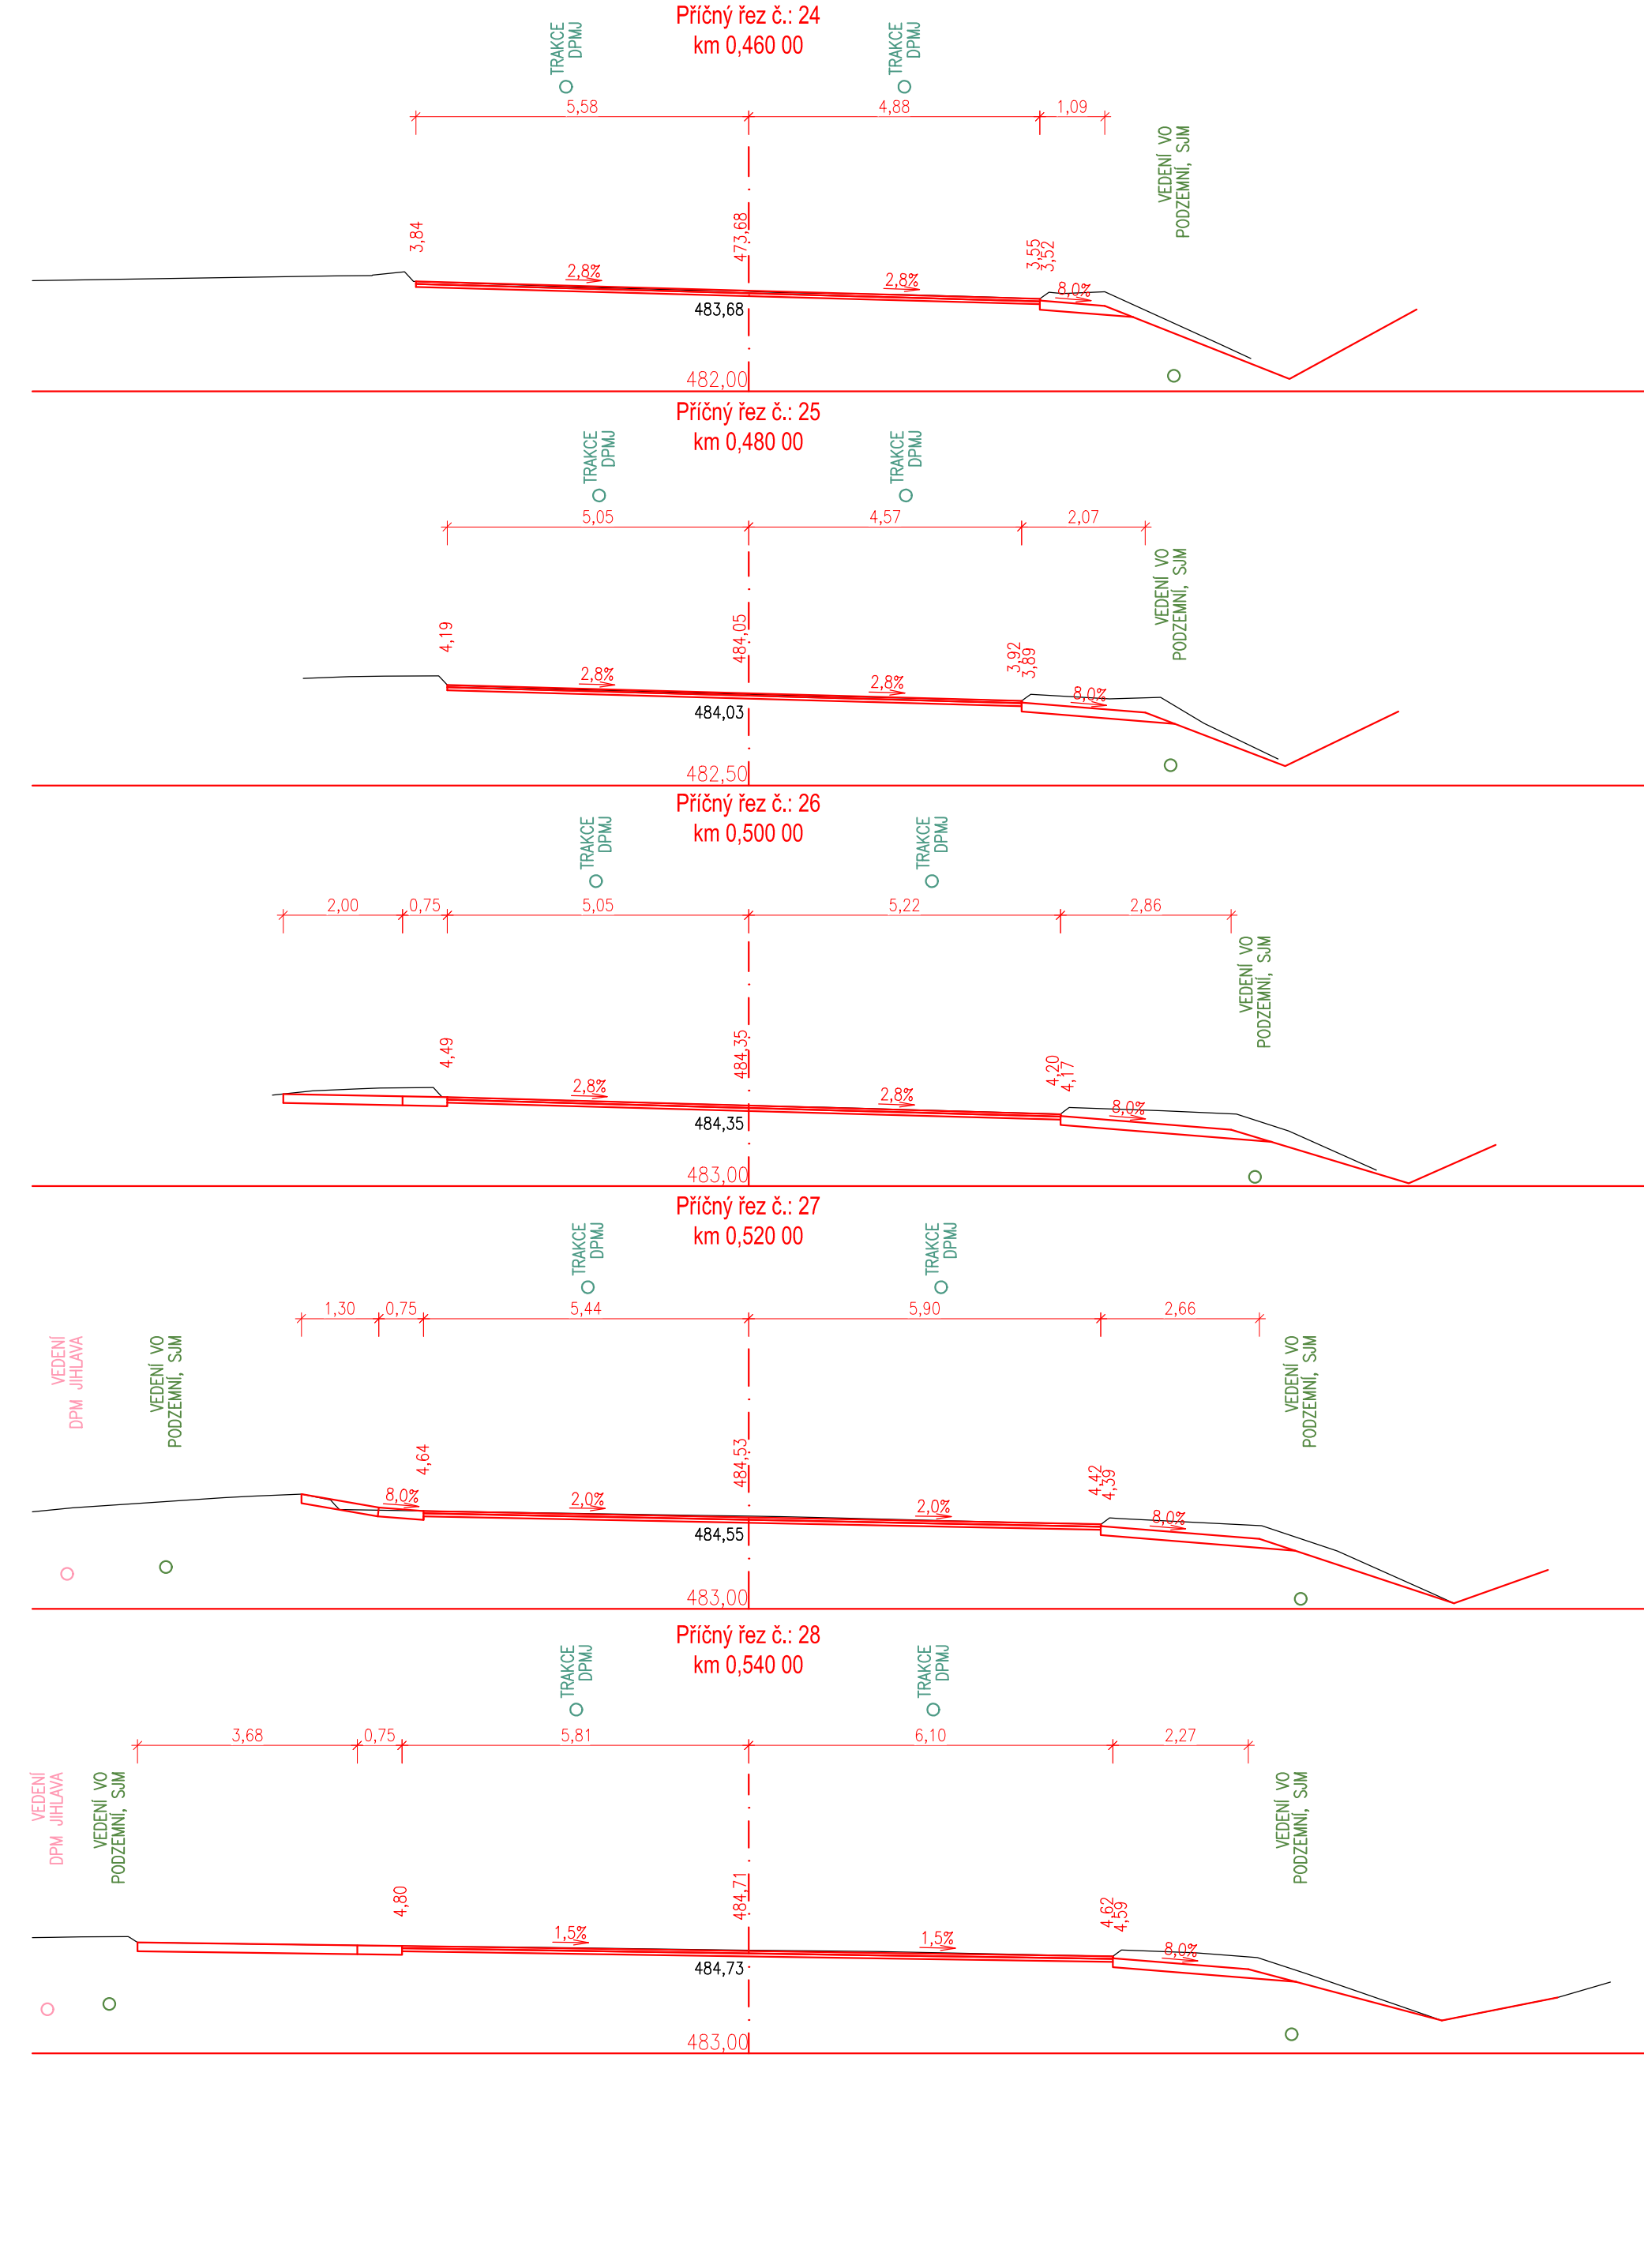 Příčný řez č.: 24
km 0,460 00
TRAKCE
DPMJ
TRAKCE
DPMJ
5,58
4,88
1,09
VEDENÍ VO
PODZEMNÍ, SJM
3,84
473,68
3,55
3,52
2,8%
2,8%
8,0%
483,68
482,00
Příčný řez č.: 25
km 0,480 00
TRAKCE
DPMJ
TRAKCE
DPMJ
5,05
4,57
2,07
VEDENÍ VO
PODZEMNÍ, SJM
4,19
484,05
3,92
3,89
2,8%
2,8%
8,0%
484,03
482,50
Příčný řez č.: 26
km 0,500 00
TRAKCE
DPMJ
TRAKCE
DPMJ
2,00
0,75
5,05
5,22
2,86
VEDENÍ VO
PODZEMNÍ, SJM
4,49
484,35
4,20
4,17
2,8%
2,8%
8,0%
484,35
483,00
Příčný řez č.: 27
km 0,520 00
TRAKCE
DPMJ
TRAKCE
DPMJ
1,30
0,75
5,44
5,90
2,66
VEDENÍ
DPM JIHLAVA
VEDENÍ VO
PODZEMNÍ, SJM
VEDENÍ VO
PODZEMNÍ, SJM
4,64
484,53
4,42
4,39
8,0%
2,0%
2,0%
8,0%
484,55
483,00
Příčný řez č.: 28
km 0,540 00
TRAKCE
DPMJ
TRAKCE
DPMJ
3,68
0,75
5,81
6,10
2,27
VEDENÍ
DPM JIHLAVA
VEDENÍ VO
PODZEMNÍ, SJM
VEDENÍ VO
PODZEMNÍ, SJM
4,80
484,71
4,62
4,59
1,5%
1,5%
8,0%
484,73
483,00